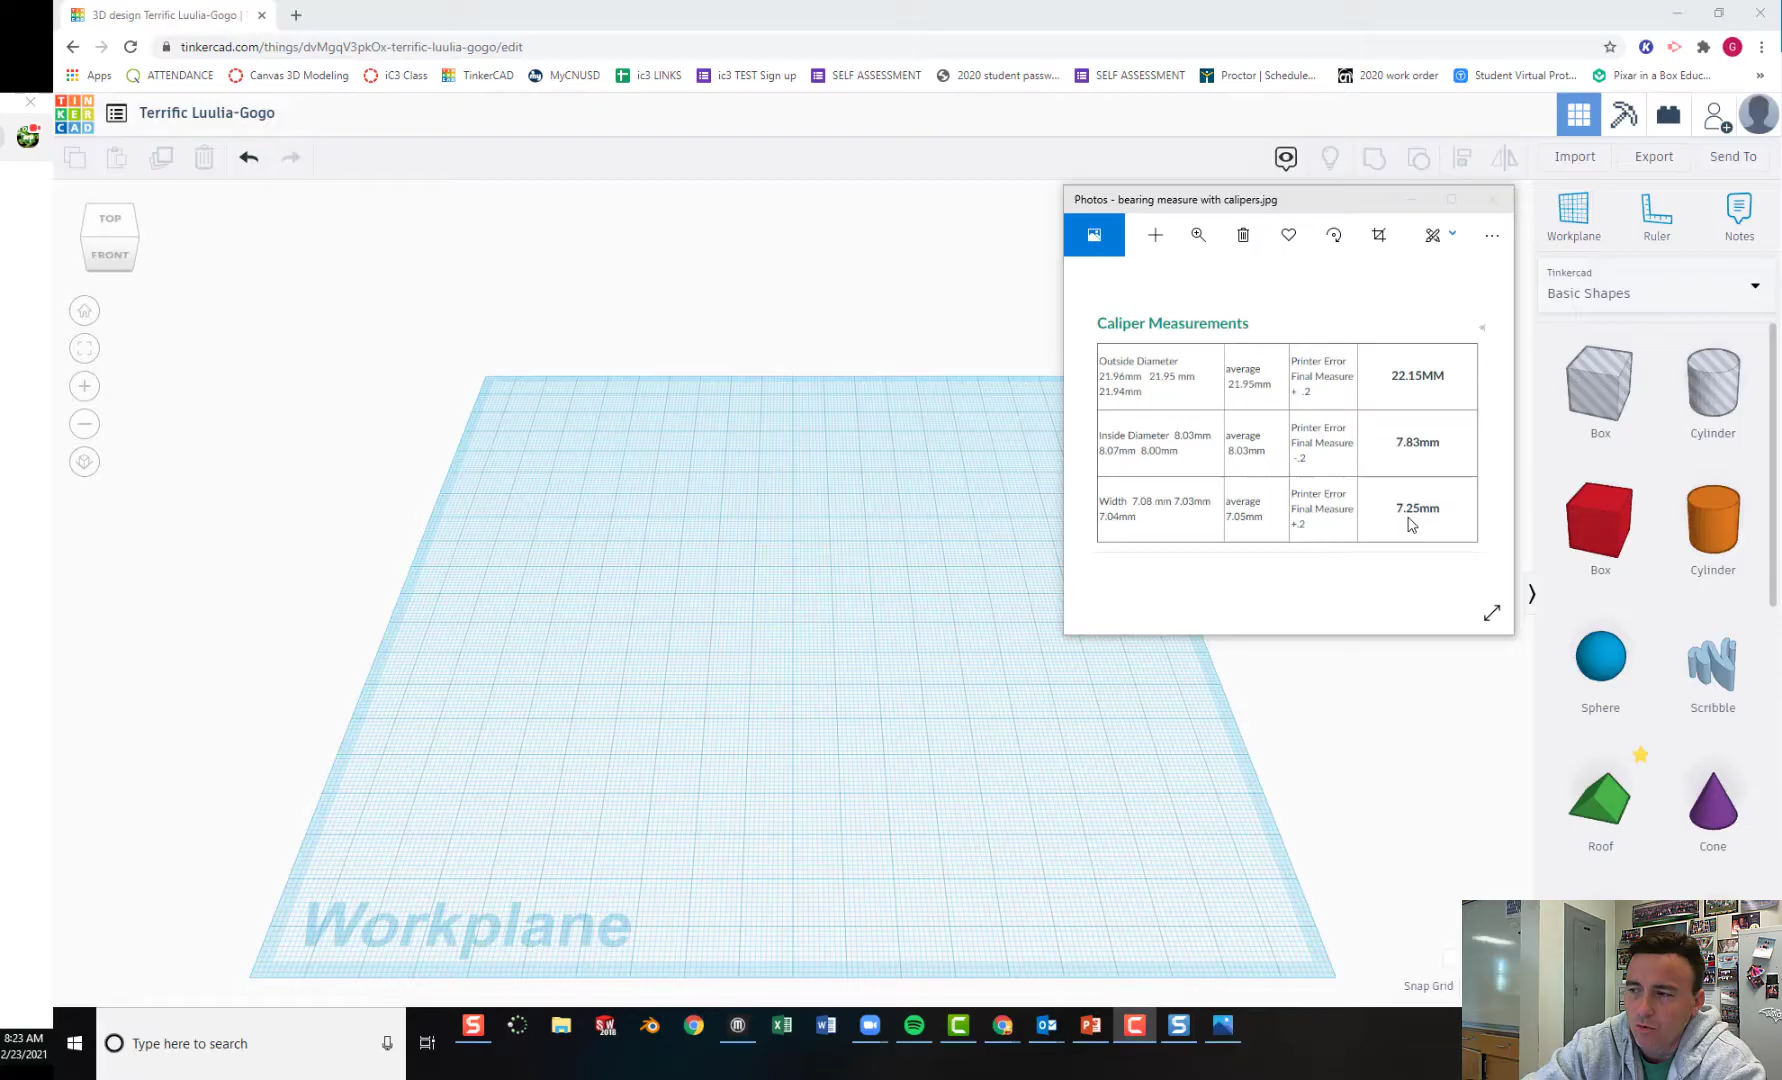 3D design Terrific Luulia-Gogo |
tinkercad.com/things/dvMgqV3pkOx-terrific-luulia-gogo/edit
Apps ATTENDANCE Canvas 3D Modeling iC3 Class TinkerCAD MyCNUSD ic3 LINKS ic3 TEST Sign up SELF ASSESSMENT 2020 student passw... SELF ASSESSMENT Proctor | Schedule... 2020 work order Student Virtual Prot... Pixar in a Box Educ... »
TIN
KER
CAD
Terrific Luulia-Gogo
Import Export Send To
TOP
FRONT
Photos - bearing measure with calipers.jpg
Caliper Measurements
Outside Diameter
21.96mm 21.95 mm
21.94mm
average
21.95mm
Printer Error
Final Measure
+ .2
22.15MM
Inside Diameter 8.03mm
8.07mm 8.00mm
average
8.03mm
Printer Error
Final Measure
-.2
7.83mm
Width 7.08 mm 7.03mm
7.04mm
average
7.05mm
Printer Error
Final Measure
+.2
7.25mm
Workplane Ruler Notes
Tinkercad
Basic Shapes
Box Cylinder
Box Cylinder
Sphere Scribble
Roof Cone
Workplane
Snap Grid
8:23 AM
2/23/2021
Type here to search